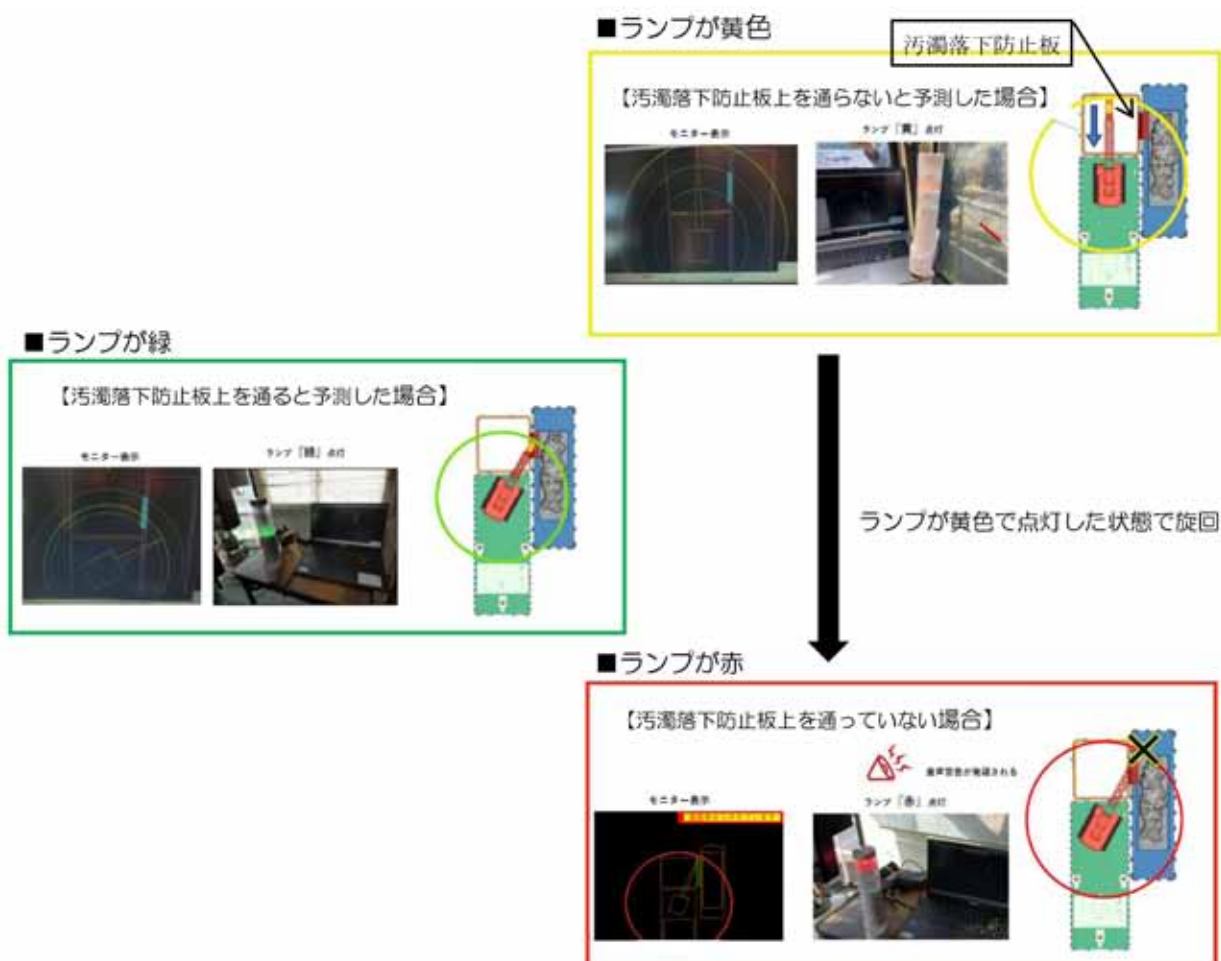 ■ランプが黄色
汚濁落下防止板
【汚濁落下防止板上を通らないと予測した場合】
モニター表示
ランプ「黄」点灯
■ランプが緑
【汚濁落下防止板上を通ると予測した場合】
モニター表示
ランプ「緑」点灯
ランプが黄色で点灯した状態で旋回
■ランプが赤
【汚濁落下防止板上を通っていない場合】
音声警告が発報される
モニター表示
ランプ「赤」点灯